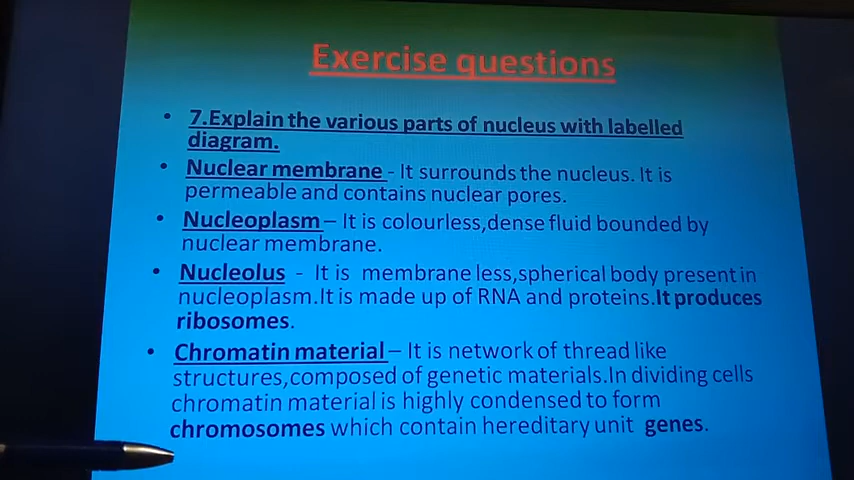 Exercise questions
• 7.Explain the various parts of nucleus with labelled
diagram.
• Nuclear membrane - It surrounds the nucleus. It is
permeable and contains nuclear pores.
• Nucleoplasm – It is colourless,dense fluid bounded by
nuclear membrane.
• Nucleolus - It is membrane less,spherical body present in
nucleoplasm.It is made up of RNA and proteins.It produces
ribosomes.
• Chromatin material – It is network of thread like
structures,composed of genetic materials.In dividing cells
chromatin material is highly condensed to form
chromosomes which contain hereditary unit genes.